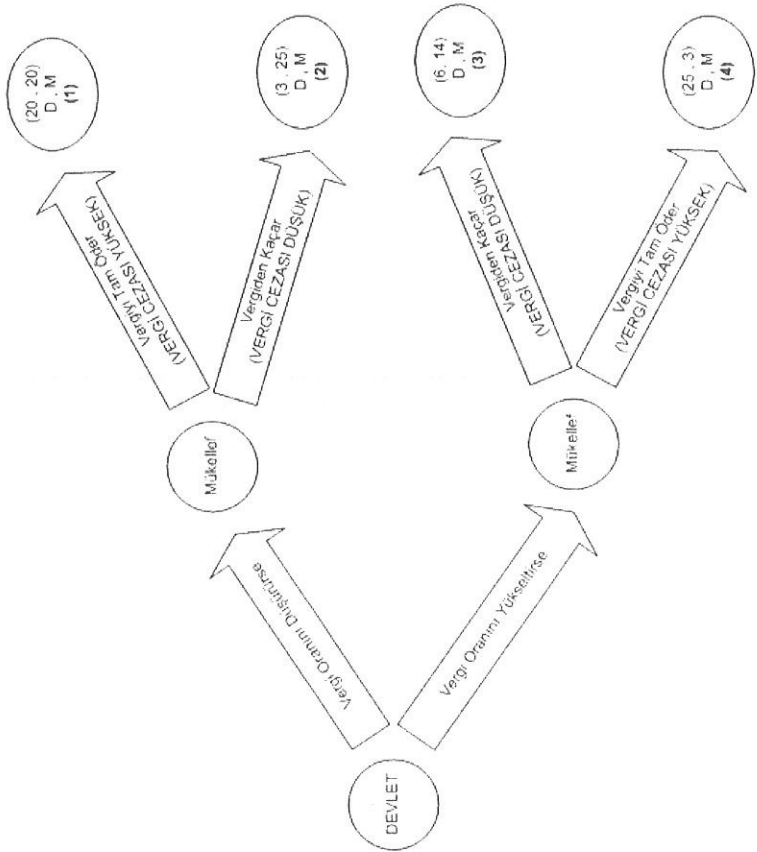 DEVLET
Vergi Oranını Düşürürse
Vergi Oranını Yükseltirse
Mükellef
Mükellef
Vergiyi Tam Öder
(VERGİ CEZASI YÜKSEK)
Vergiden Kaçar
(VERGİ CEZASI DÜŞÜK)
Vergiden Kaçar
(VERGİ CEZASI DÜŞÜK)
Vergiyi Tam Öder
(VERGİ CEZASI YÜKSEK)
(20 . 20)
D , M
(1)
(3 . 25)
D , M
(2)
(6, 14)
D , M
(3)
(25 . 3)
D , M
(4)